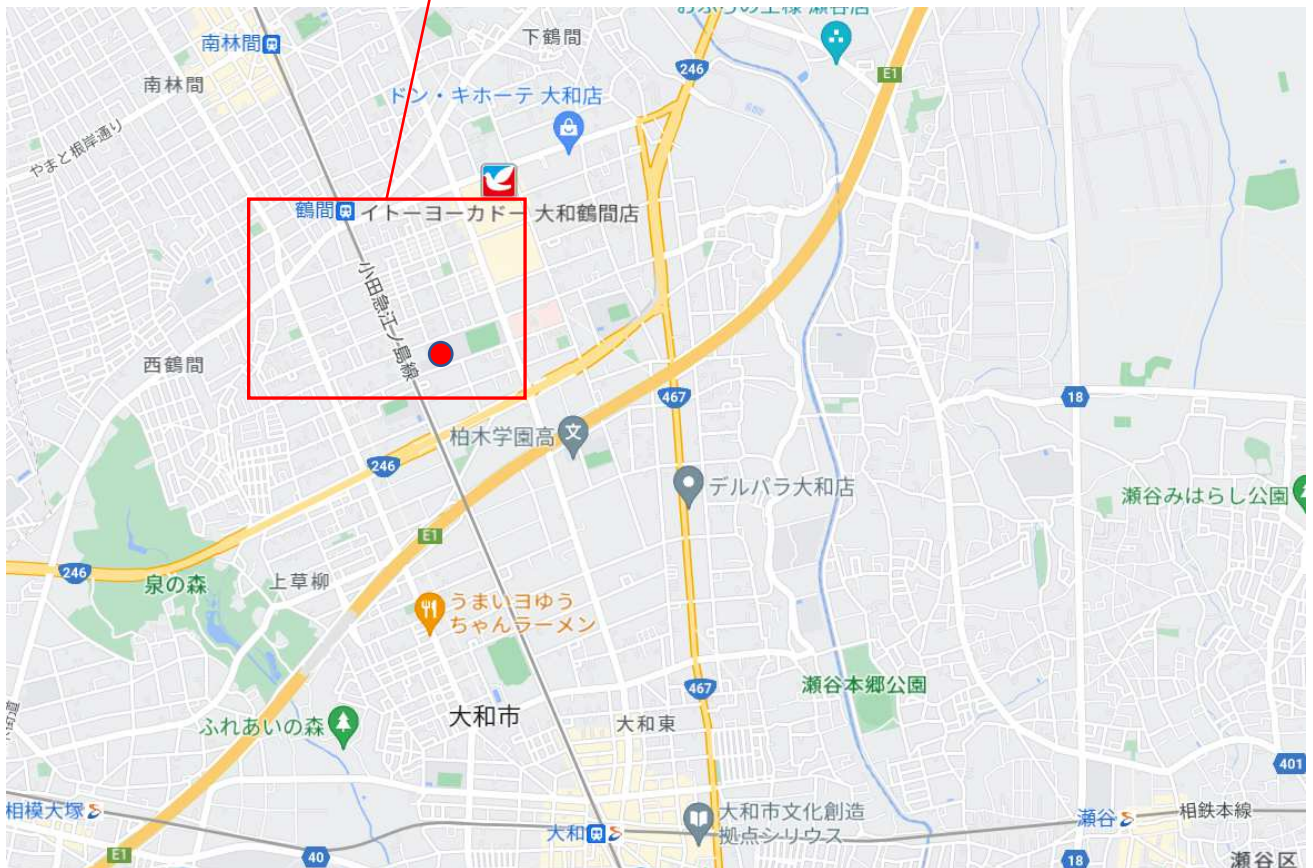 おふろの王様 瀬谷店
下鶴間
南林間
246
E1
南林間
ドン・キホーテ 大和店
やまと根岸通り
鶴間
イトーヨーカドー 大和鶴間店
小田急江ノ島線
西鶴間
467
18
柏木学園高
246
デルパラ大和店
瀬谷みはらし公園
E1
246
泉の森
上草柳
うまいヨゆう
ちゃんラーメン
467
瀬谷本郷公園
大和市
大和東
ふれあいの森
401
相模大塚
大和市文化創造
拠点シリウス
瀬谷
相鉄本線
大和
E1
40
18
瀬谷区